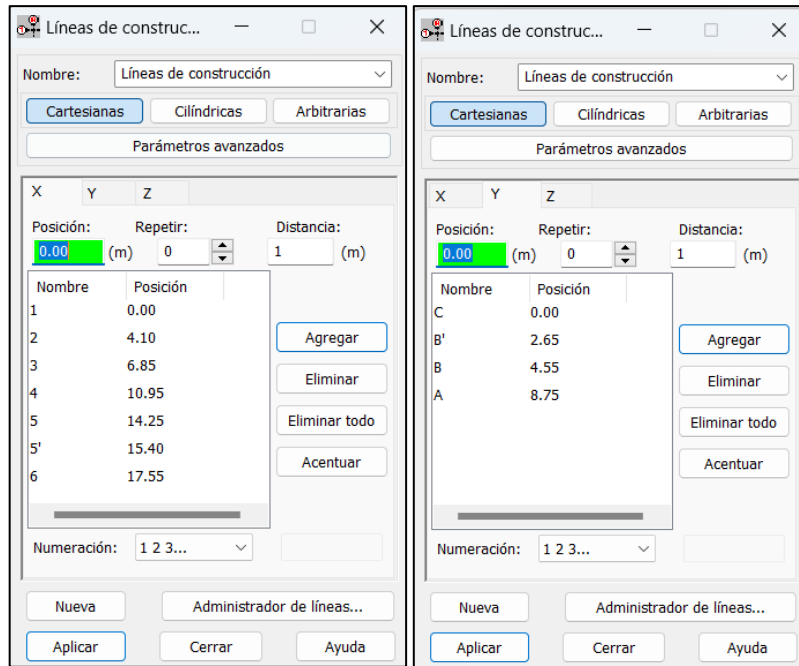 Líneas de construc...
Nombre: Líneas de construcción
Cartesianas Cilíndricas Arbitrarias
Parámetros avanzados
X Y Z
Posición: Repetir: Distancia:
0.00 (m) 0 1 (m)
Nombre Posición
1 0.00
2 4.10
3 6.85
4 10.95
5 14.25
5' 15.40
6 17.55
Agregar
Eliminar
Eliminar todo
Acentuar
Numeración: 1 2 3...
Nueva Administrador de líneas...
Aplicar Cerrar Ayuda
Líneas de construc...
Nombre: Líneas de construcción
Cartesianas Cilíndricas Arbitrarias
Parámetros avanzados
X Y Z
Posición: Repetir: Distancia:
0.00 (m) 0 1 (m)
Nombre Posición
C 0.00
B' 2.65
B 4.55
A 8.75
Agregar
Eliminar
Eliminar todo
Acentuar
Numeración: 1 2 3...
Nueva Administrador de líneas...
Aplicar Cerrar Ayuda